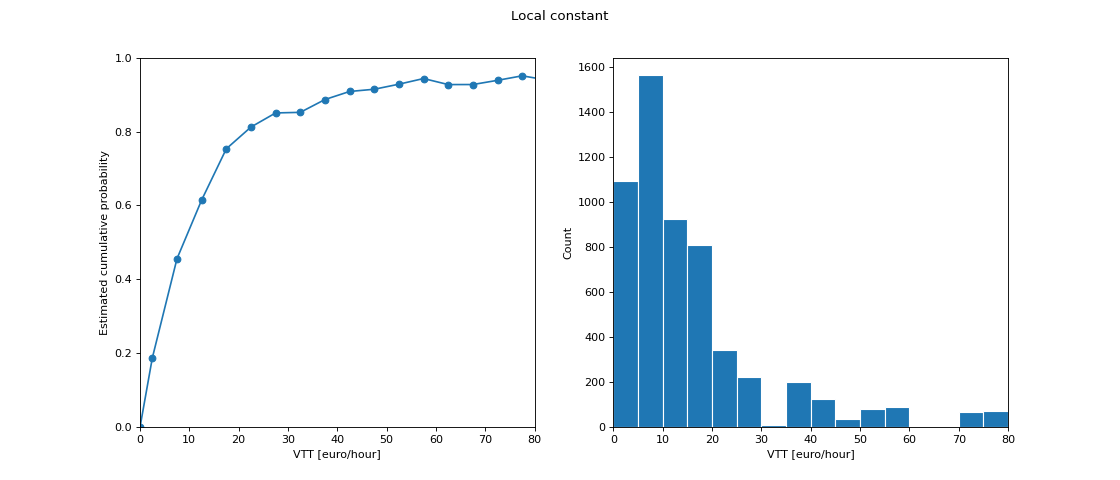 Local constant
Estimated cumulative probability
1.0
0.8
0.6
0.4
0.2
0.0
0 10 20 30 40 50 60 70 80
VTT [euro/hour]
Count
1600
1400
1200
1000
800
600
400
200
0
0 10 20 30 40 50 60 70 80
VTT [euro/hour]